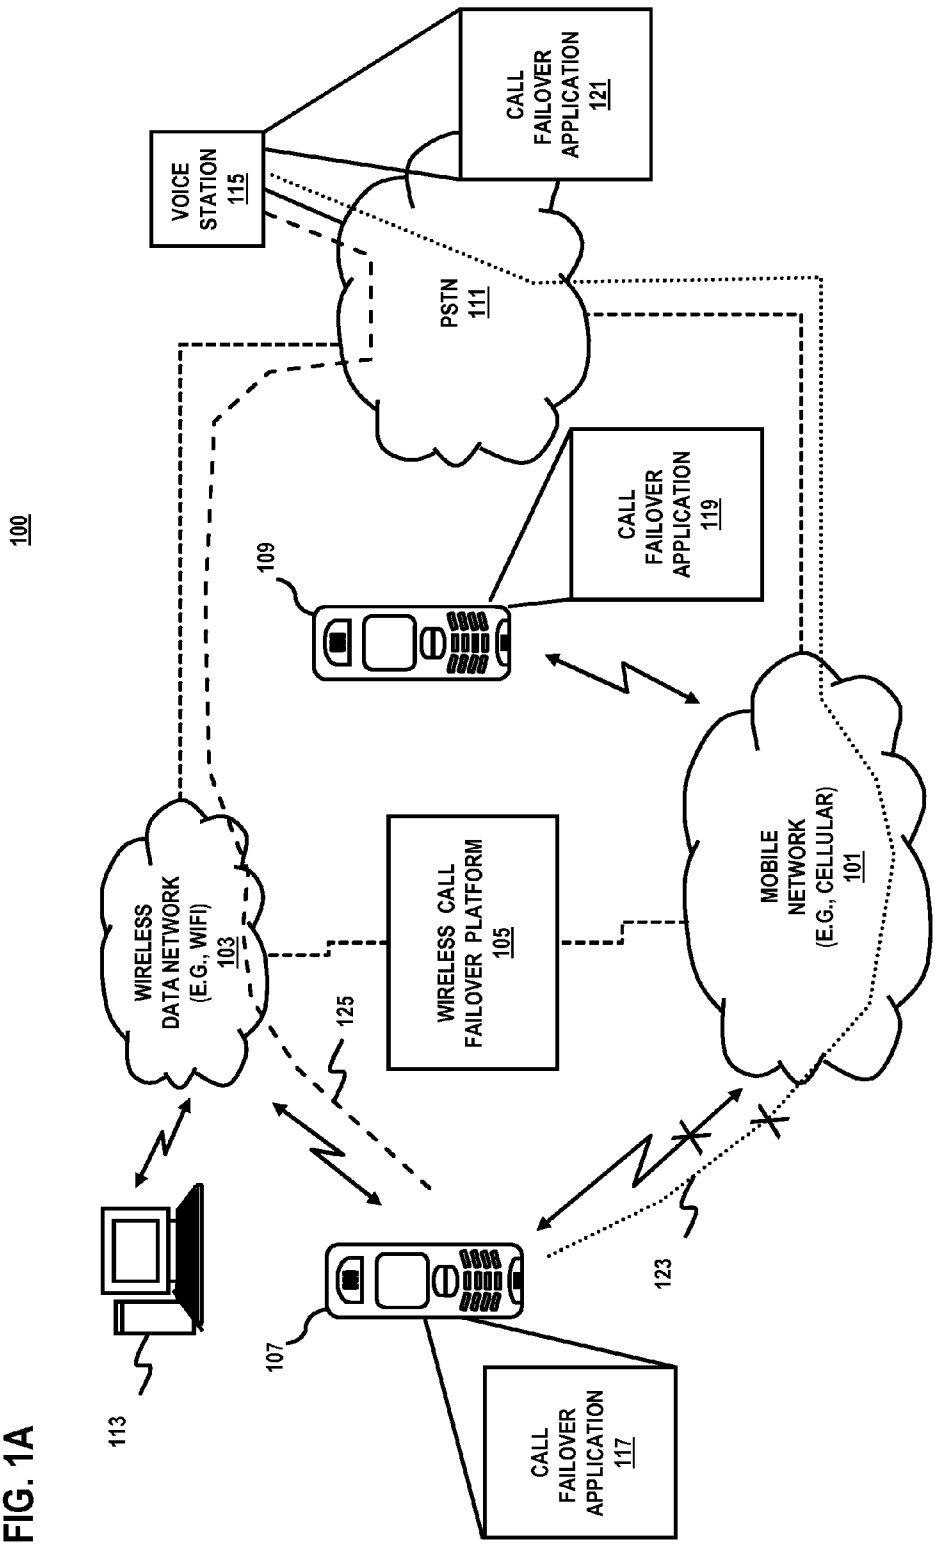 FIG. 1A
100
113
WIRELESS
DATA NETWORK
(E.G., WIFI)
103
VOICE
STATION
115
107
125
109
WIRELESS CALL
FAILOVER PLATFORM
105
PSTN
111
CALL
FAILOVER
APPLICATION
121
CALL
FAILOVER
APPLICATION
117
123
MOBILE
NETWORK
(E.G., CELLULAR)
101
CALL
FAILOVER
APPLICATION
119